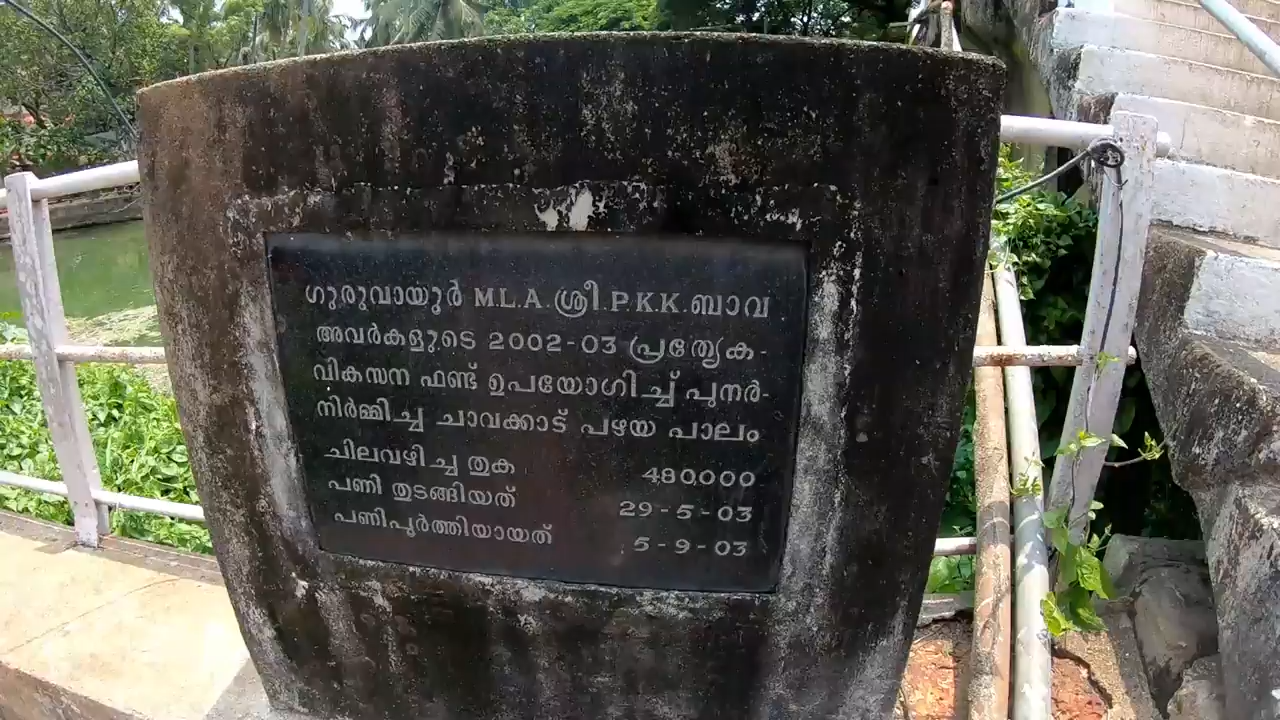 ഗുരുവായൂർ M.L.A. ശ്രീ. P.K.K. ബാവ
അവർകളുടെ 2002-03 പ്രത്യേക-
വികസന ഫണ്ട് ഉപയോഗിച്ച് പുനർ-
നിർമ്മിച്ച ചാവക്കാട് പഴയ പാലം
ചിലവഴിച്ച തുക 480000
പണി തുടങ്ങിയത് 29-5-03
പണിപൂർത്തിയായത് 5-9-03